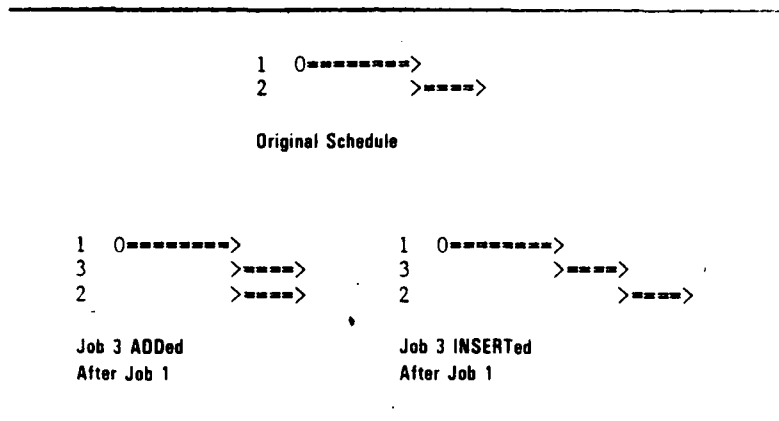 1 0========>
2 >====>
Original Schedule
1 0========>
3 >====>
2 >====>
Job 3 ADDed
After Job 1
1 0========>
3 >====>
2 >====>
Job 3 INSERTed
After Job 1